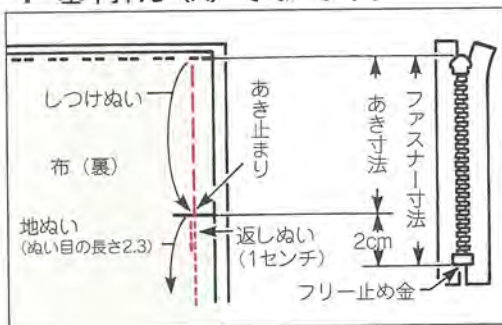 しつけぬい
布（裏）
地ぬい
（ぬい目の長さ2.3）
あき止まり
返しぬい
（1センチ）
あき寸法
2cm
ファスナー寸法
フリー止め金